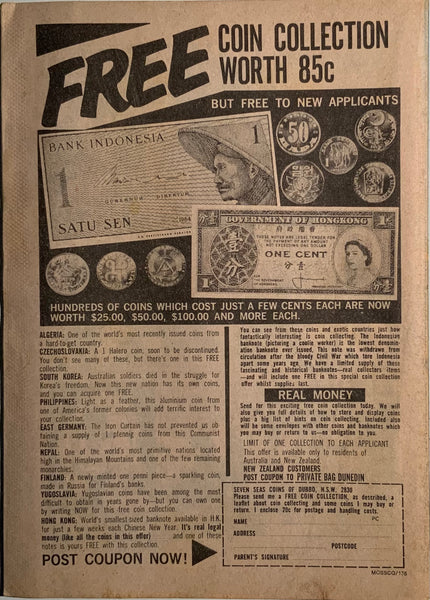 FREE
COIN COLLECTION
WORTH 85c
BUT FREE TO NEW APPLICANTS
BANK INDONESIA
1
1
GUBERNUR DIREKTUR
SATU SEN
1964
50
GOVERNMENT OF HONGKONG
ONE CENT
HUNDREDS OF COINS WHICH COST JUST A FEW CENTS EACH ARE NOW
WORTH $25.00, $50.00, $100.00 AND MORE EACH.
ALGERIA: One of the world's most recently issued coins from
a hard-to-get country.
CZECHOSLOVAKIA: A 1 Halere coin, soon to be discontinued.
You don't see many of these, but there's one in this FREE
collection.
SOUTH KOREA: Australian soldiers died in the struggle for
Korea's freedom. Now this new nation has its own coins,
and you can acquire one FREE.
PHILIPPINES: Light as a feather, this aluminium coin from
one of America's former colonies will add terrific interest
to your collection.
EAST GERMANY: The Iron Curtain has not prevented us ob-
taining a supply of 1 pfennig coins from this Communist
Nation.
NEPAL: One of the world's most primitive nations located
high in the Himalayan Mountains and one of the few remaining
monarchies.
FINLAND: A newly minted one penni piece — sparkling coin,
made in Russia for Finland's banks.
YUGOSLAVIA: Yugoslavian coins have been among the most
difficult to obtain in years gone by—but you can own one
by writing NOW for this free coin collection.
HONG KONG: World's smallest-sized banknote available in H.K.
for just a few weeks each Chinese New Year. It's real legal
money (like all the coins in this offer) and one of these
notes is yours FREE with this collection.
POST COUPON NOW!
You can see from these coins and exotic countries just how
fantastically interesting is coin collecting. The Indonesian
banknote (picturing a coolie worker) is the lowest denomin-
ation banknote ever issued. This note was withdrawn from
circulation after the bloody Civil War which tore Indonesia
apart some years ago. We have a limited supply of these
fascinating and historical banknotes—real collectors items
—and will include one FREE in this special coin collection
offer whilst supplies last.
REAL MONEY
Send for this exciting free coin collection today. We will
also give you full details of how to store and display coins
plus a big list of hints on coin collecting. Included also
will be some envelopes with other coins and banknotes which
you may buy or return to us—no obligation to you.
LIMIT OF ONE COLLECTION TO EACH APPLICANT
This offer is available only to residents of
Australia and New Zealand.
NEW ZEALAND CUSTOMERS
POST COUPON TO PRIVATE BAG DUNEDIN
SEVEN SEAS COINS OF DUBBO, N.S.W. 2830
Please send me a FREE COIN COLLECTION, as described, a
leaflet about coin collecting and some coins I may buy or
return. I enclose 20c for postage and handling costs.
PC
NAME
ADDRESS
POSTCODE
PARENT'S SIGNATURE